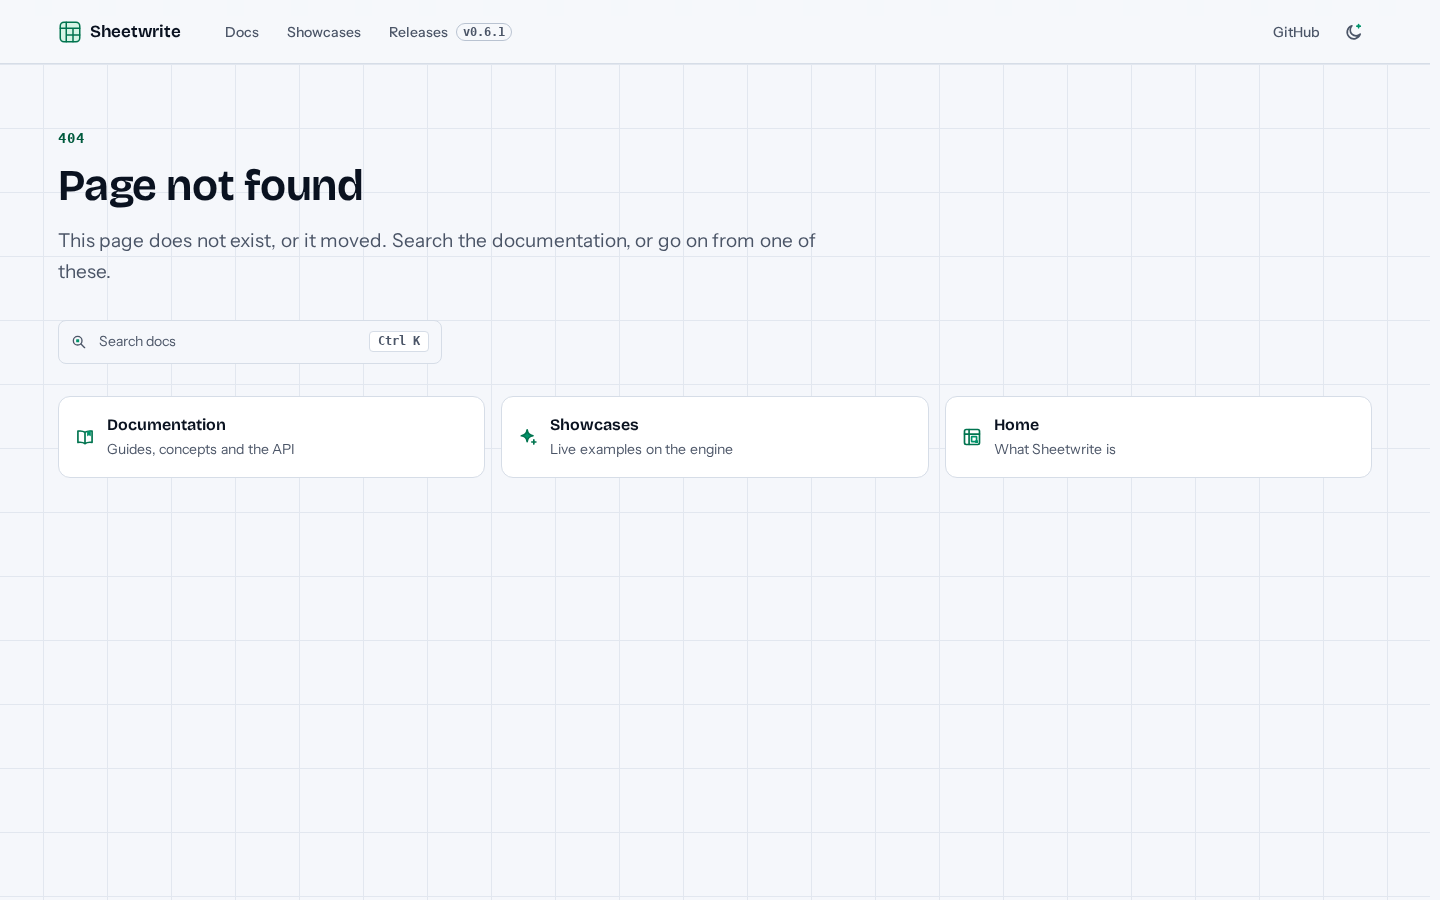 Sheetwrite Docs Showcases Releases v0.6.1 GitHub
404
Page not found
This page does not exist, or it moved. Search the documentation, or go on from one of
these.
Search docs Ctrl K
Documentation
Guides, concepts and the API
Showcases
Live examples on the engine
Home
What Sheetwrite is